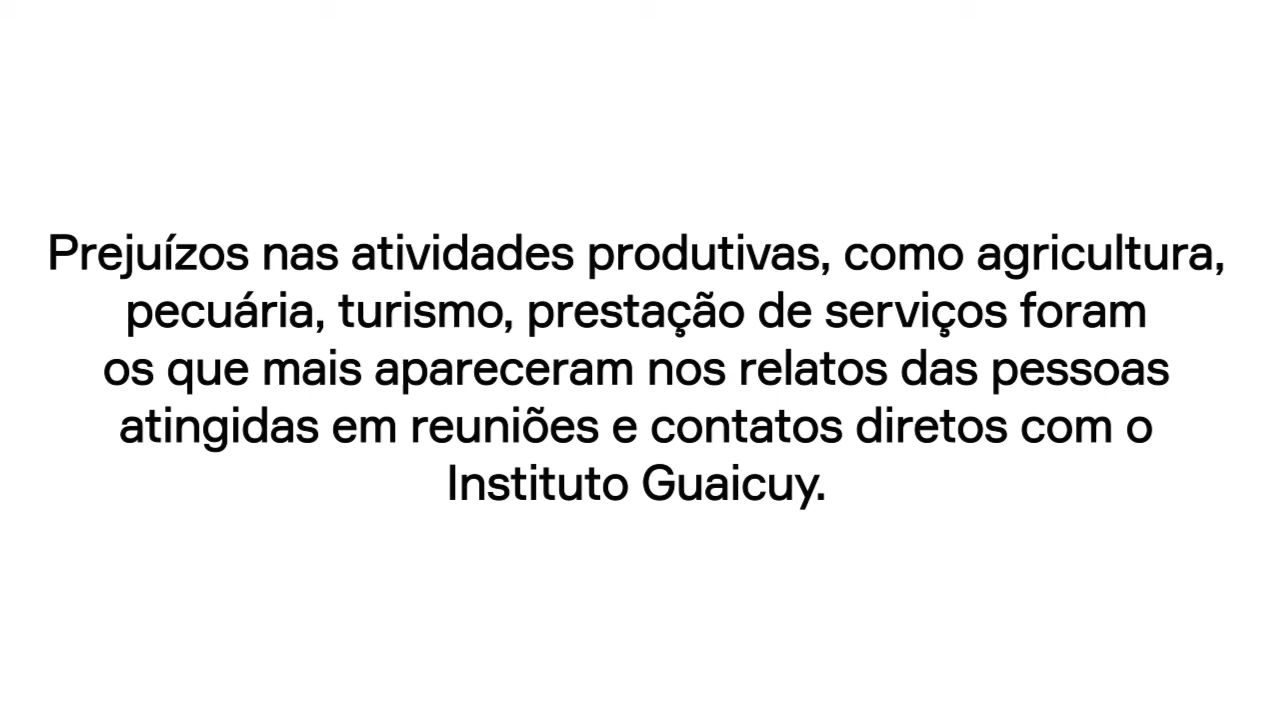 Prejuízos nas atividades produtivas, como agricultura,
pecuária, turismo, prestação de serviços foram
os que mais apareceram nos relatos das pessoas
atingidas em reuniões e contatos diretos com o
Instituto Guaicuy.